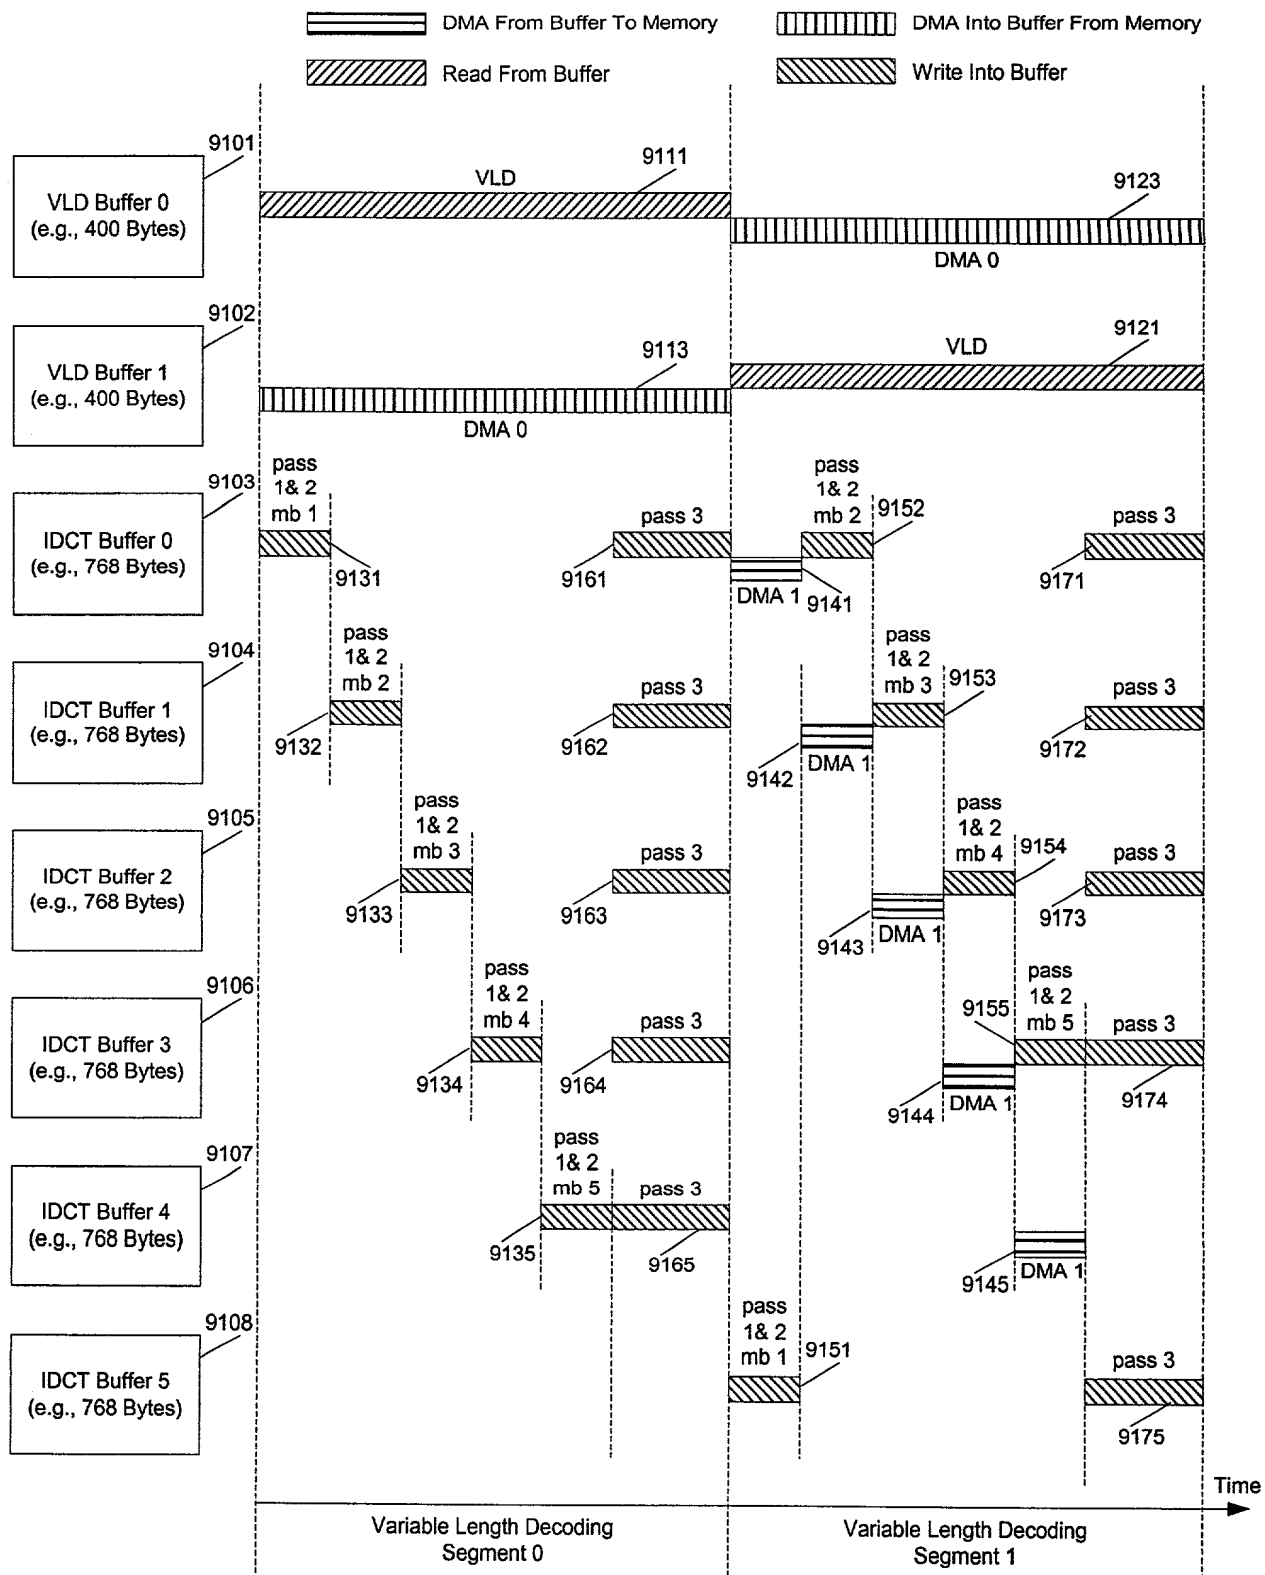 DMA From Buffer To Memory
DMA Into Buffer From Memory
Read From Buffer
Write Into Buffer
9101
VLD Buffer 0
(e.g., 400 Bytes)
VLD
9111
9123
DMA 0
9102
VLD Buffer 1
(e.g., 400 Bytes)
9113
DMA 0
VLD
9121
9103
IDCT Buffer 0
(e.g., 768 Bytes)
pass
1& 2
mb 1
9131
pass 3
9161
DMA 1
9141
pass
1& 2
mb 2
9152
pass 3
9171
9104
IDCT Buffer 1
(e.g., 768 Bytes)
pass
1& 2
mb 2
9132
pass 3
9162
9142
DMA 1
pass
1& 2
mb 3
9153
pass 3
9172
9105
IDCT Buffer 2
(e.g., 768 Bytes)
pass
1& 2
mb 3
9133
pass 3
9163
9143
DMA 1
pass
1& 2
mb 4
9154
pass 3
9173
9106
IDCT Buffer 3
(e.g., 768 Bytes)
pass
1& 2
mb 4
9134
pass 3
9164
9144
DMA 1
9155
pass
1& 2
mb 5
pass 3
9174
9107
IDCT Buffer 4
(e.g., 768 Bytes)
pass
1& 2
mb 5
9135
pass 3
9165
9145
DMA 1
9108
IDCT Buffer 5
(e.g., 768 Bytes)
pass
1& 2
mb 1
9151
pass 3
9175
Time
Variable Length Decoding
Segment 0
Variable Length Decoding
Segment 1